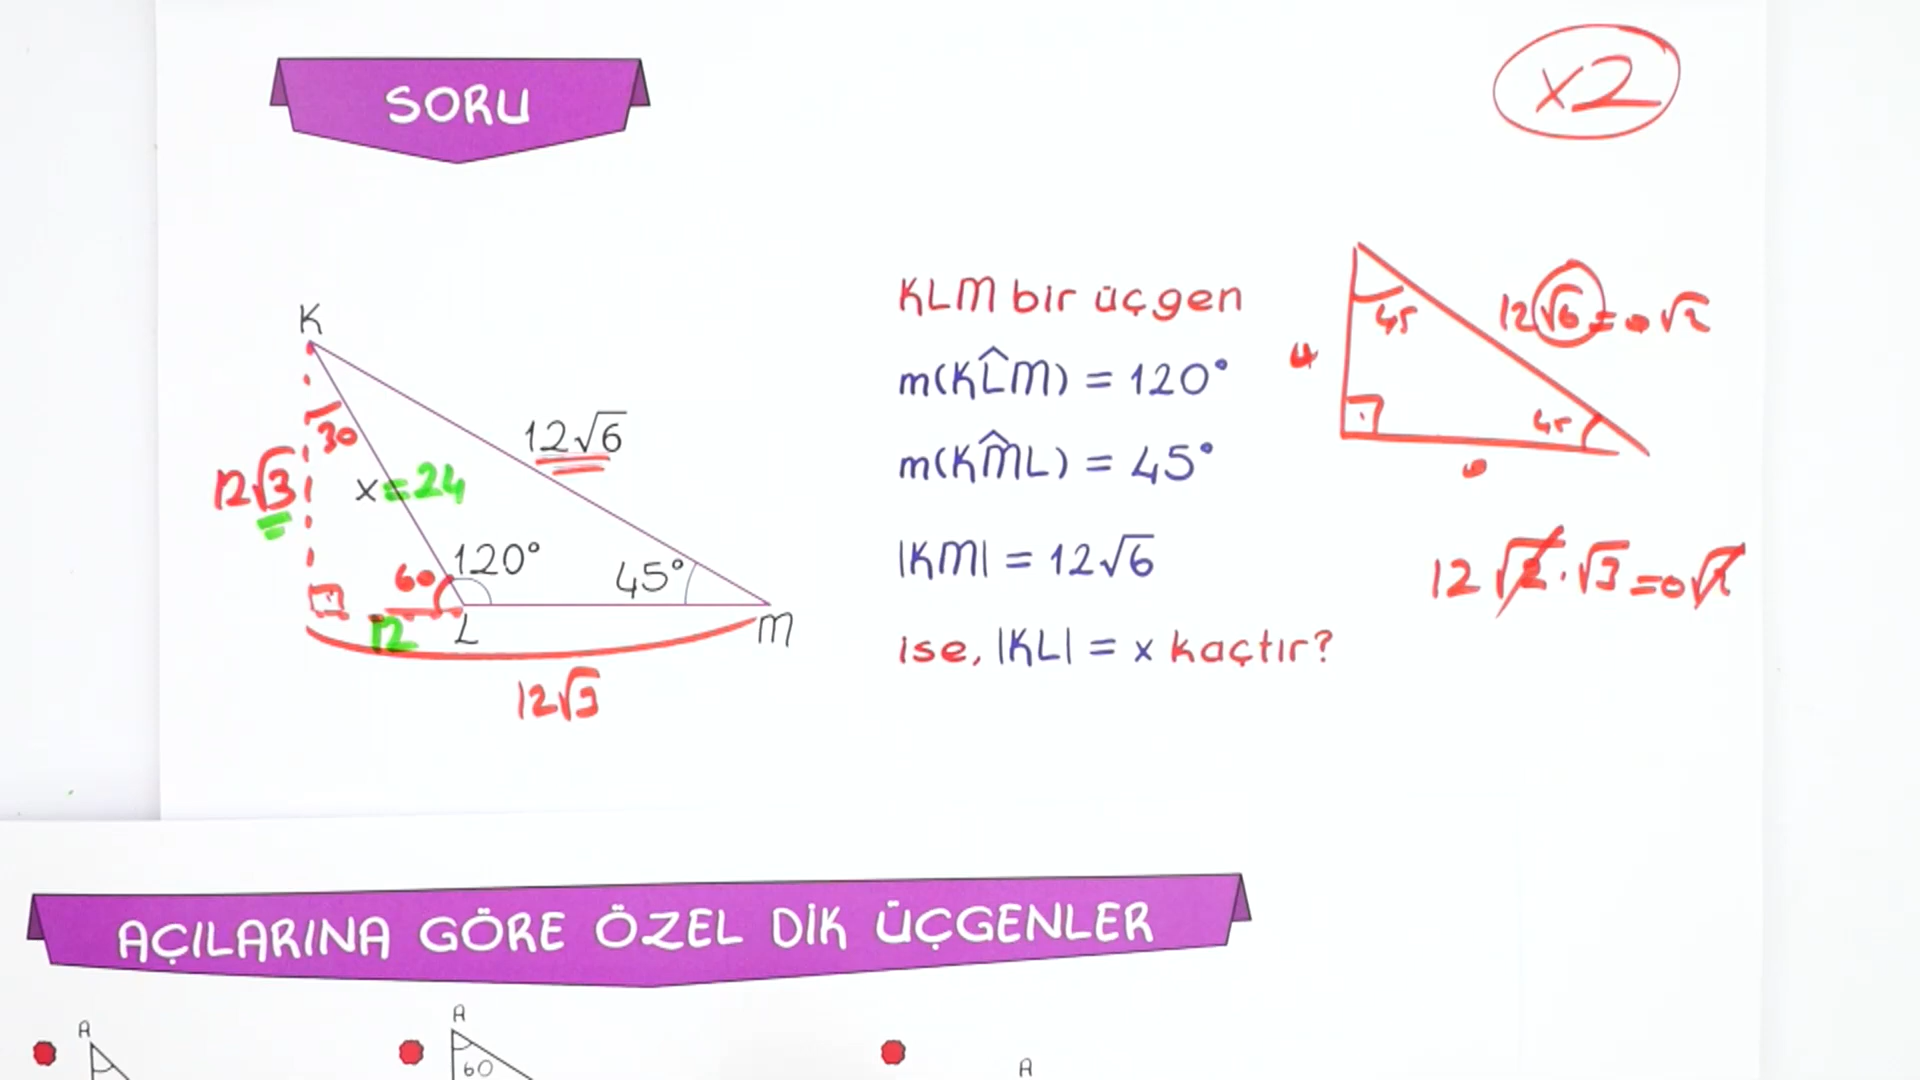 SORU
x2
K
30
12√3
x = 24
12√6
60
120°
45°
12
L
M
12√3
KLM bir üçgen
m(KL̂M) = 120°
m(KM̂L) = 45°
|KM| = 12√6
ise, |KL| = x kaçtır?
45
12√6 = √2
45
12 √2 . √3 =
AÇILARINA GÖRE ÖZEL DİK ÜÇGENLER
A
A
60
A